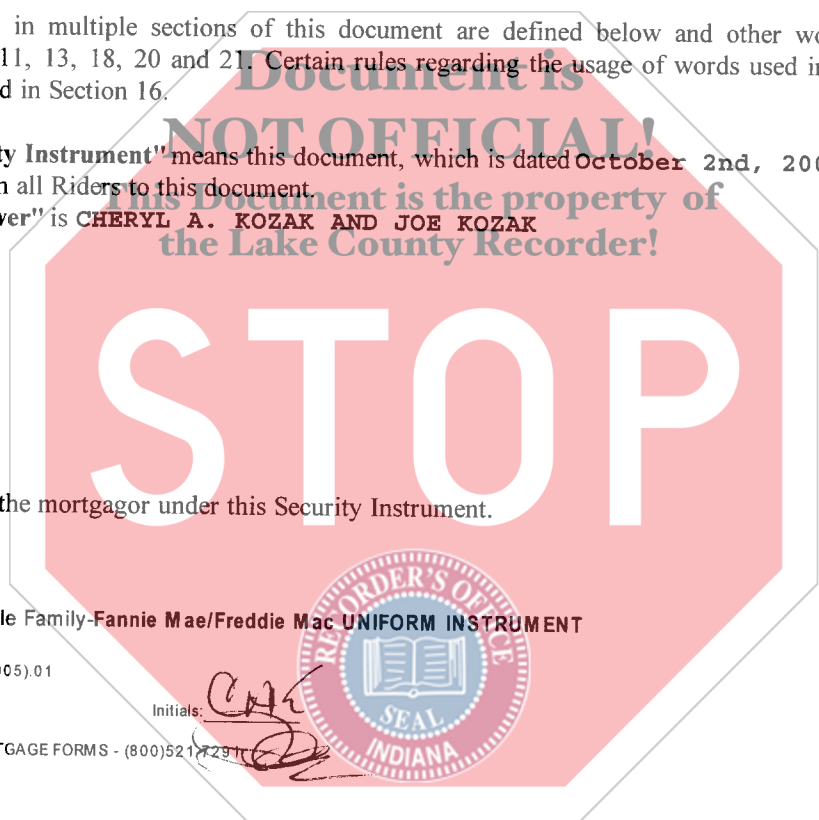 in multiple sections of this document are defined below and other wo
11, 13, 18, 20 and 21. Certain rules regarding the usage of words used in
Document is
d in Section 16.
NOT OFFICIAL!
ty Instrument" means this document, which is dated October 2nd, 200
n all Riders to this document.
This Document is the property of
ver" is CHERYL A. KOZAK AND JOE KOZAK
the Lake County Recorder!
STOP
the mortgagor under this Security Instrument.
RECORDER'S OFFICE
le Family-Fannie Mae/Freddie Mac UNIFORM INSTRUMENT
005).01
Initials: CAK
SEAL
TGAGE FORMS - (800)521-7291
INDIANA